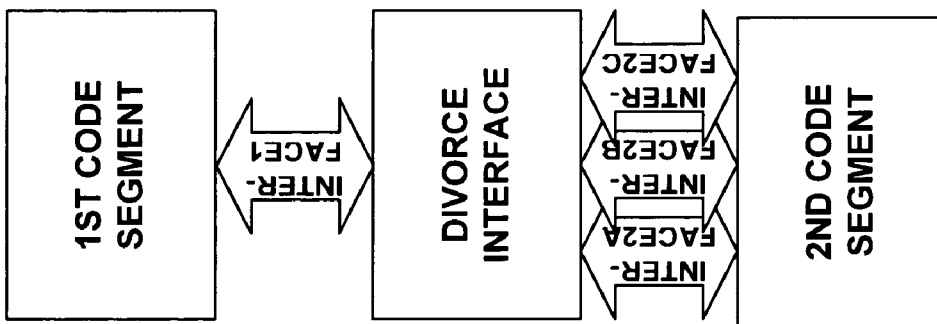 1ST CODE
SEGMENT
INTER-
FACE1
DIVORCE
INTERFACE
INTER-
FACE2A
INTER-
FACE2B
INTER-
FACE2C
2ND CODE
SEGMENT